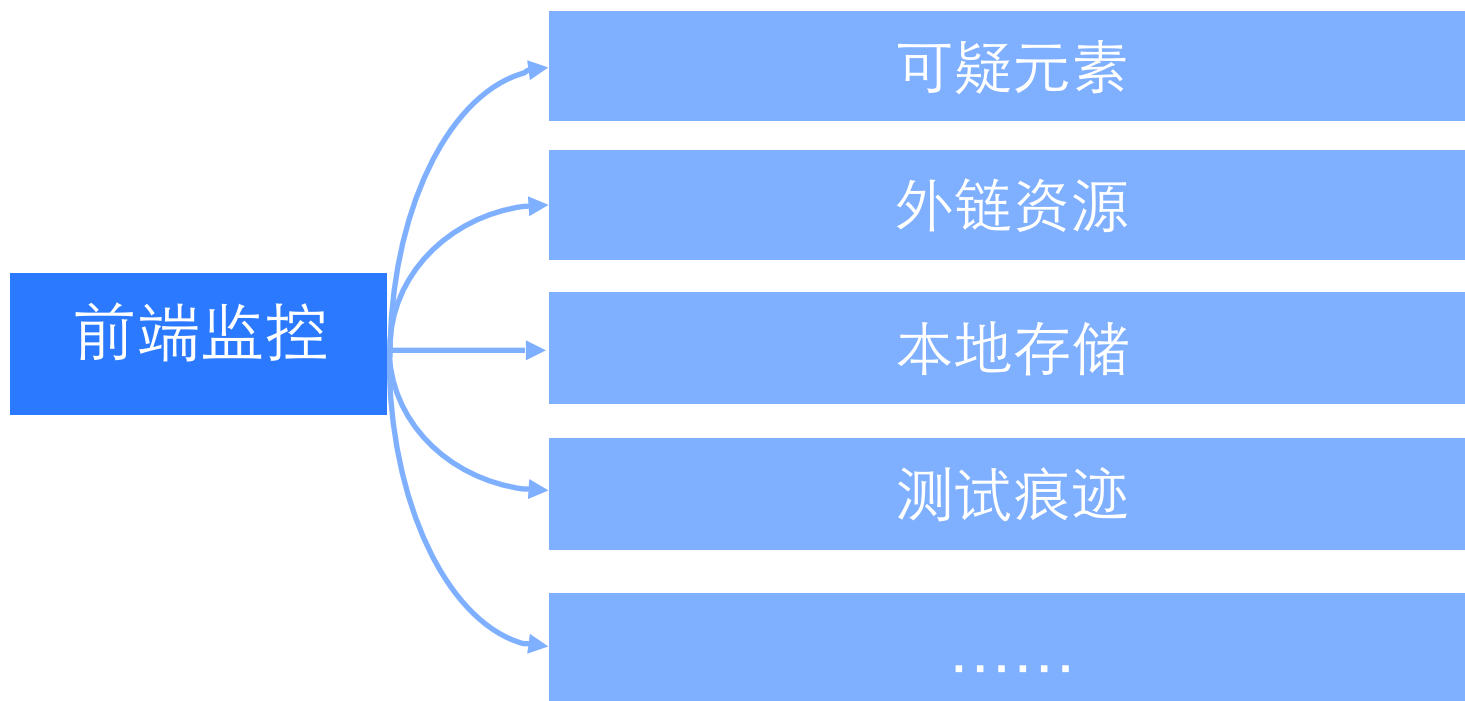 可疑元素
外链资源
前端监控
本地存储
测试痕迹
......